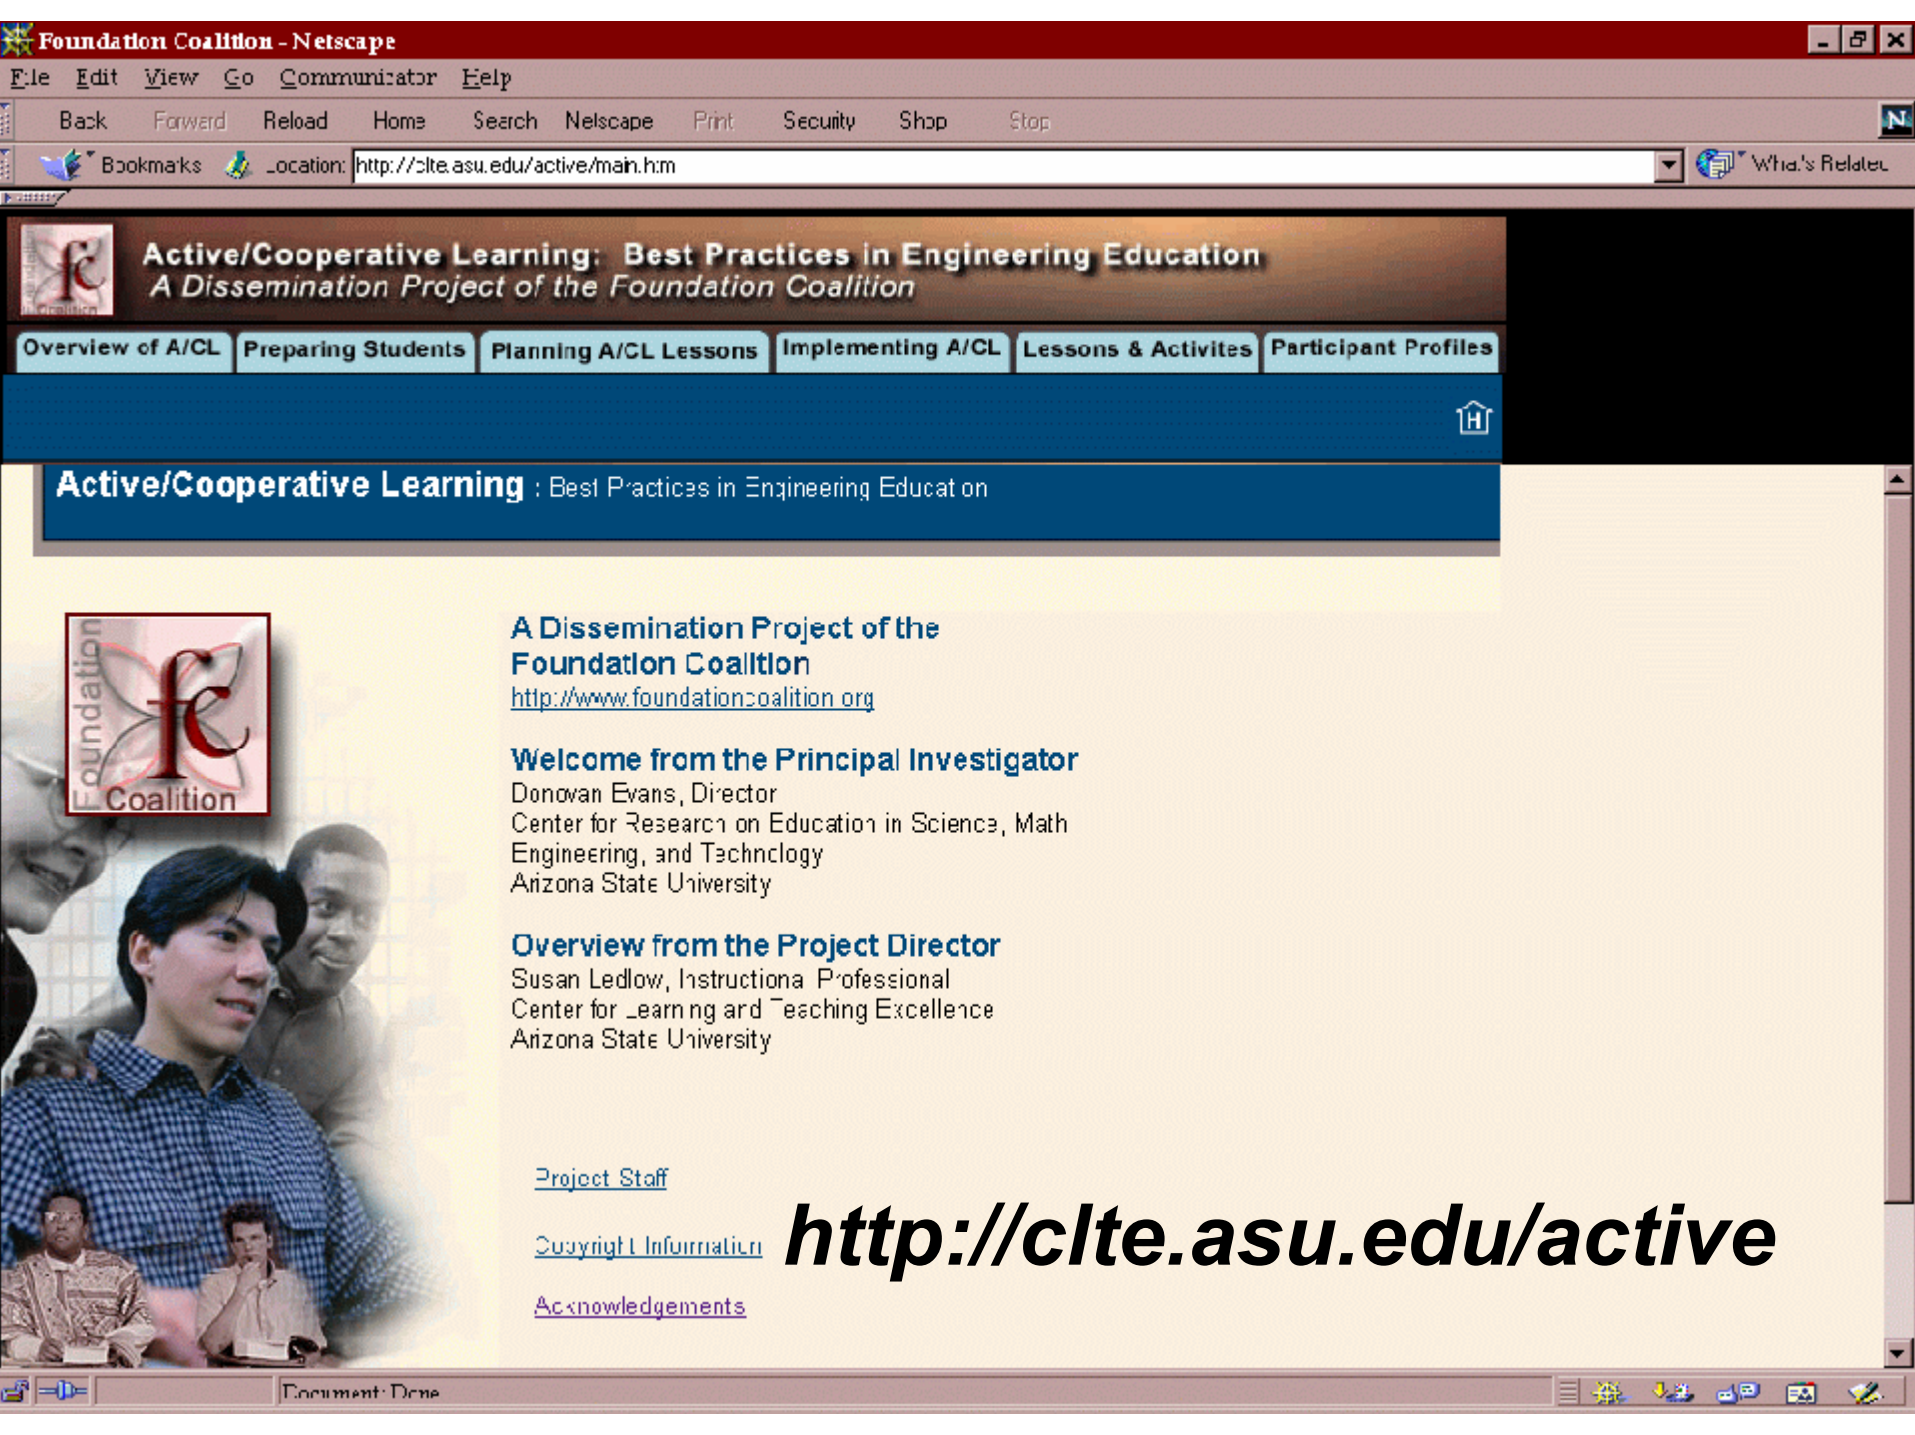 Foundation Coalition - Netscape
File Edit View Go Communicator Help
Back Forward Reload Home Search Netscape Print Security Shop Stop
Bookmarks Location: http://clte.asu.edu/active/main.htm What's Related
Active/Cooperative Learning: Best Practices in Engineering Education
A Dissemination Project of the Foundation Coalition
Overview of A/CL Preparing Students Planning A/CL Lessons Implementing A/CL Lessons & Activites Participant Profiles
H
Active/Cooperative Learning : Best Practices in Engineering Education
Foundation
fc
Coalition
A Dissemination Project of the
Foundation Coalition
http://www.foundationcoalition.org
Welcome from the Principal Investigator
Donovan Evans, Director
Center for Research on Education in Science, Math
Engineering, and Technology
Arizona State University
Overview from the Project Director
Susan Ledlow, Instructional Professional
Center for Learning and Teaching Excellence
Arizona State University
Project Staff
Copyright Information
http://clte.asu.edu/active
Acknowledgements
Document: Done